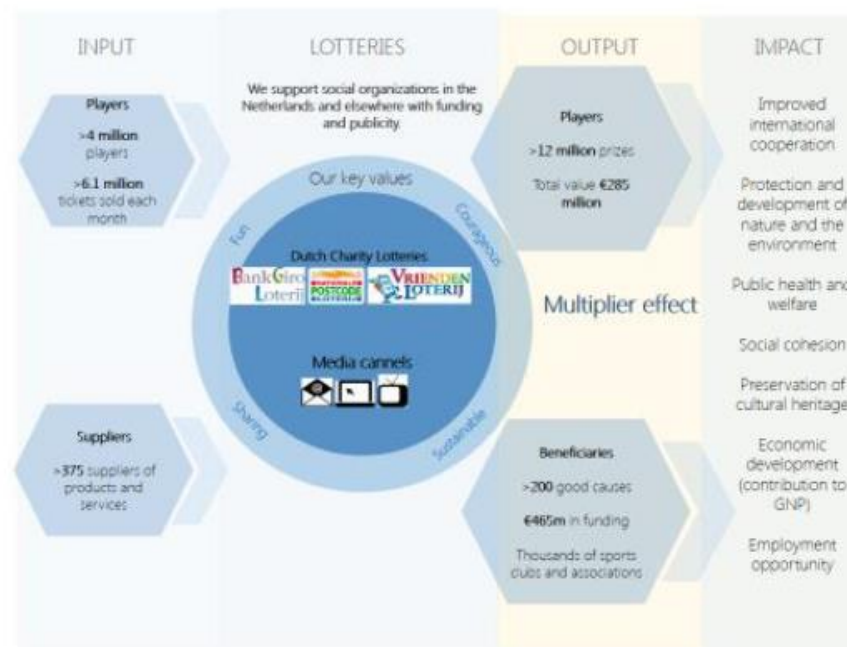 INPUT
LOTTERIES
OUTPUT
IMPACT
Players
>4 million
players
>6.1 million
tickets sold each
month
Suppliers
>375 suppliers of
products and
services
We support social organizations in the
Netherlands and elsewhere with funding
and publicity.
Our key values
Fun
Courageous
Sharing
Sustainable
Dutch Charity Lotteries
BankGiro
Loterij
NATIONALE
POSTCODE
LOTERIJ
VRIENDEN
LOTERIJ
Media cannels
Players
>12 million prizes
Total value €285
million
Multiplier effect
Beneficiaries
>200 good causes
€465m in funding
Thousands of sports
clubs and associations
Improved
international
cooperation
Protection and
development of
nature and the
environment
Public health and
welfare
Social cohesion
Preservation of
cultural heritage
Economic
development
(contribution to
GNP)
Employment
opportunity